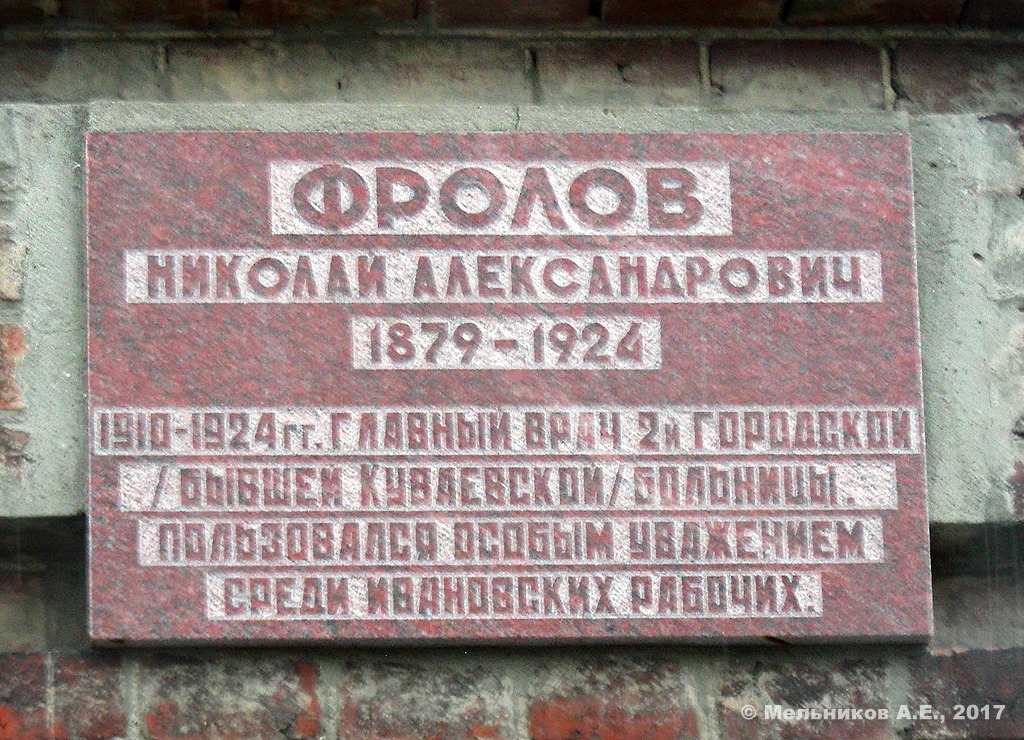 ФРОЛОВ
НИКОЛАЙ АЛЕКСАНДРОВИЧ
1879-1924
1910-1924 гг. ГЛАВНЫЙ ВРАЧ 2й ГОРОДСКОЙ
/БЫВШЕЙ КУВАЕВСКОЙ/ БОЛЬНИЦЫ.
ПОЛЬЗОВАЛСЯ ОСОБЫМ УВАЖЕНИЕМ
СРЕДИ ИВАНОВСКИХ РАБОЧИХ.
© Мельников А.Е., 2017